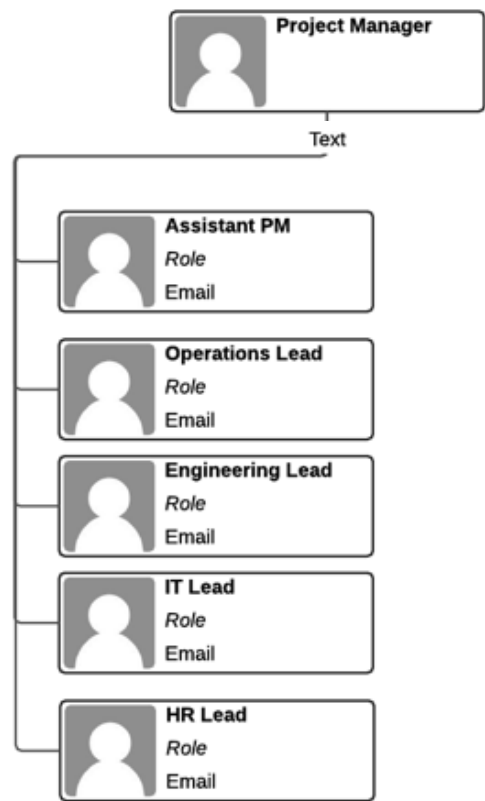 Project Manager
Text
Assistant PM
Role
Email
Operations Lead
Role
Email
Engineering Lead
Role
Email
IT Lead
Role
Email
HR Lead
Role
Email